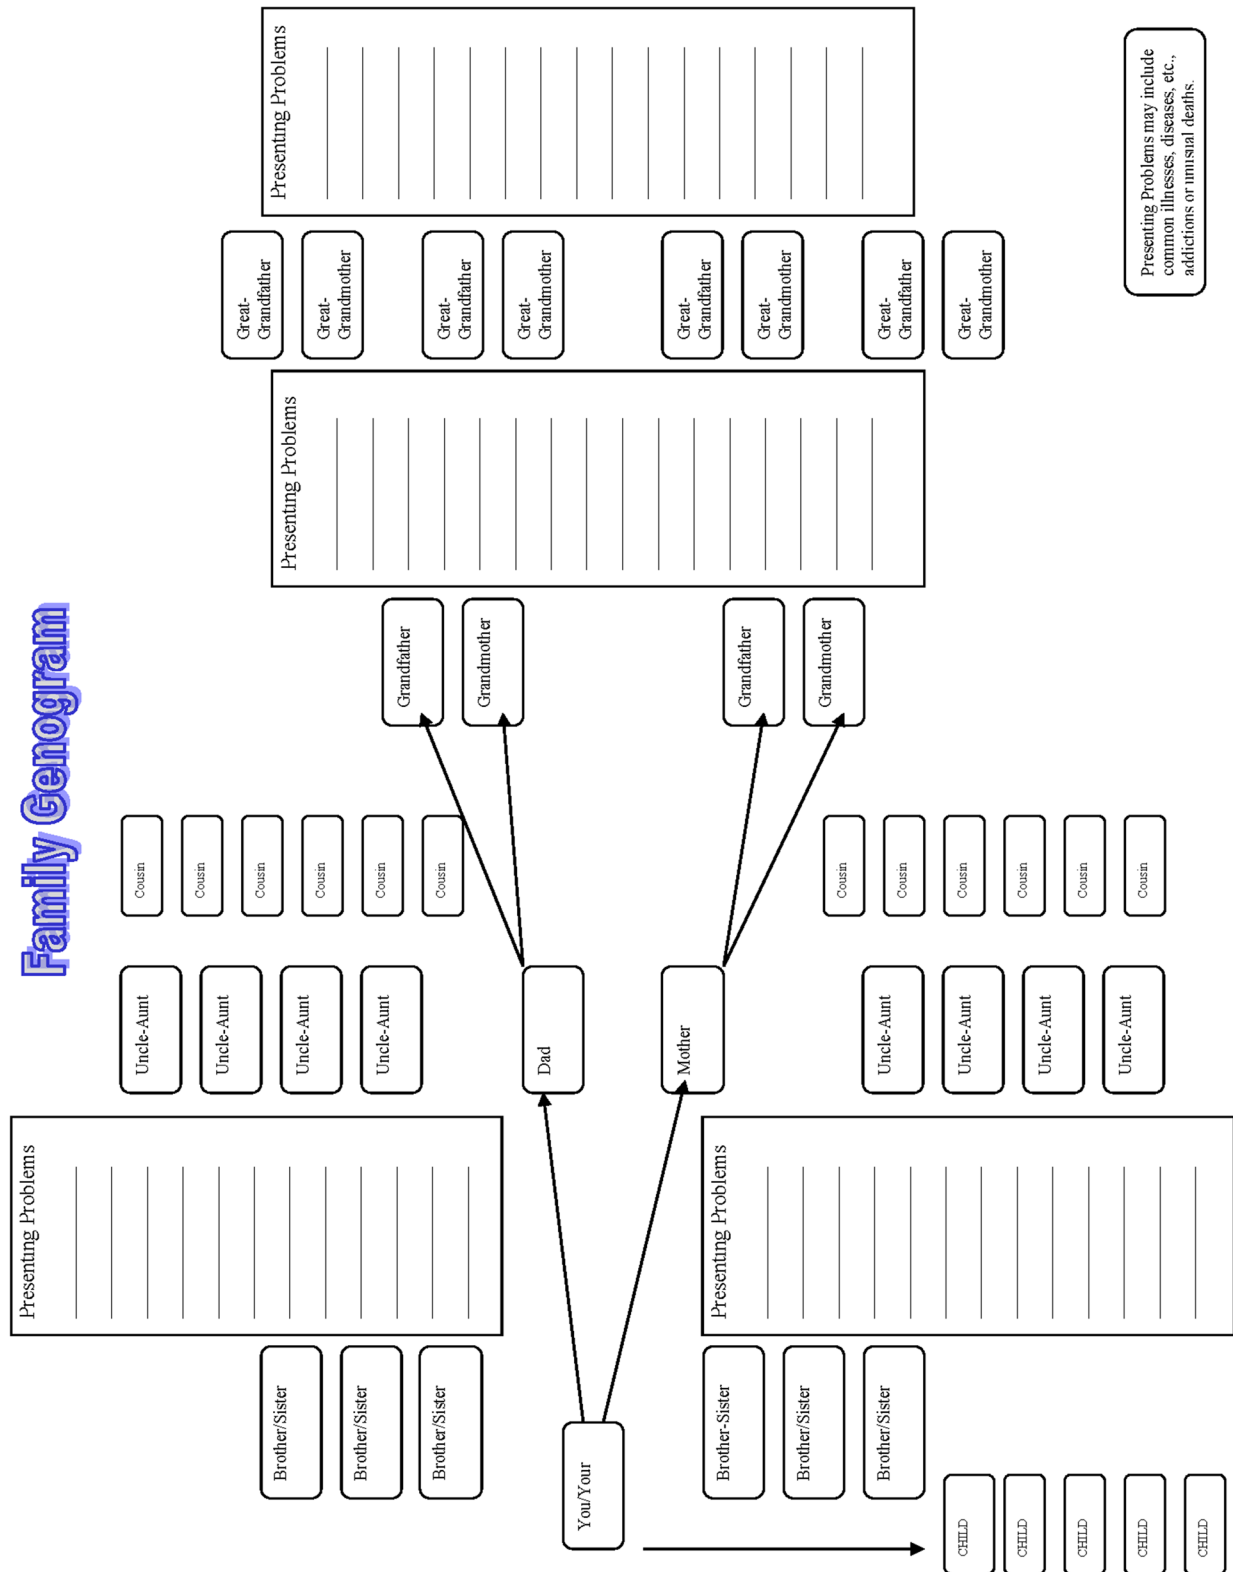 Family Genogram
Brother/Sister
Brother/Sister
Brother/Sister
You/Your
Brother-Sister
Brother/Sister
Brother/Sister
CHILD
CHILD
CHILD
CHILD
CHILD
Presenting Problems
Presenting Problems
Uncle-Aunt
Uncle-Aunt
Uncle-Aunt
Uncle-Aunt
Dad
Mother
Uncle-Aunt
Uncle-Aunt
Uncle-Aunt
Uncle-Aunt
Cousin
Cousin
Cousin
Cousin
Cousin
Cousin
Cousin
Cousin
Cousin
Cousin
Cousin
Cousin
Grandfather
Grandmother
Grandfather
Grandmother
Presenting Problems
Great-
Grandfather
Great-
Grandmother
Great-
Grandfather
Great-
Grandmother
Great-
Grandfather
Great-
Grandmother
Great-
Grandfather
Great-
Grandmother
Presenting Problems
Presenting Problems may include
common illnesses, diseases, etc.,
addictions or unusual deaths.